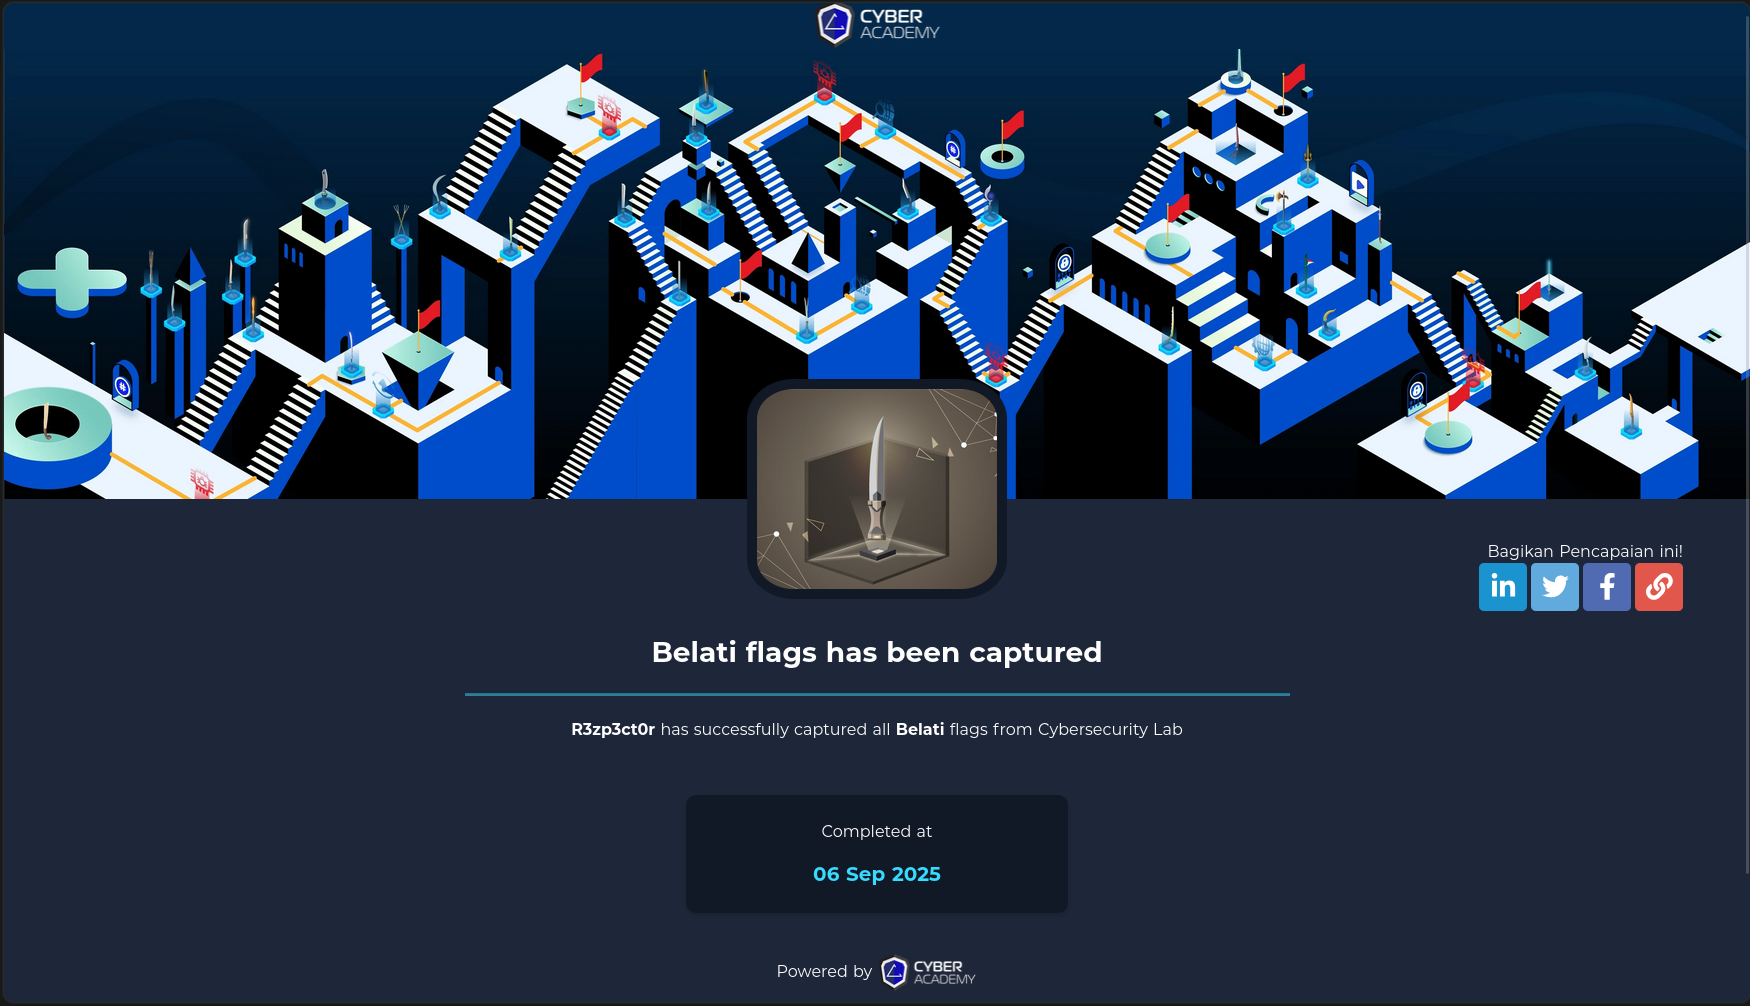 CYBER
ACADEMY
Bagikan Pencapaian ini!
Belati flags has been captured
R3zp3ct0r has successfully captured all Belati flags from Cybersecurity Lab
Completed at
06 Sep 2025
Powered by CYBER
ACADEMY